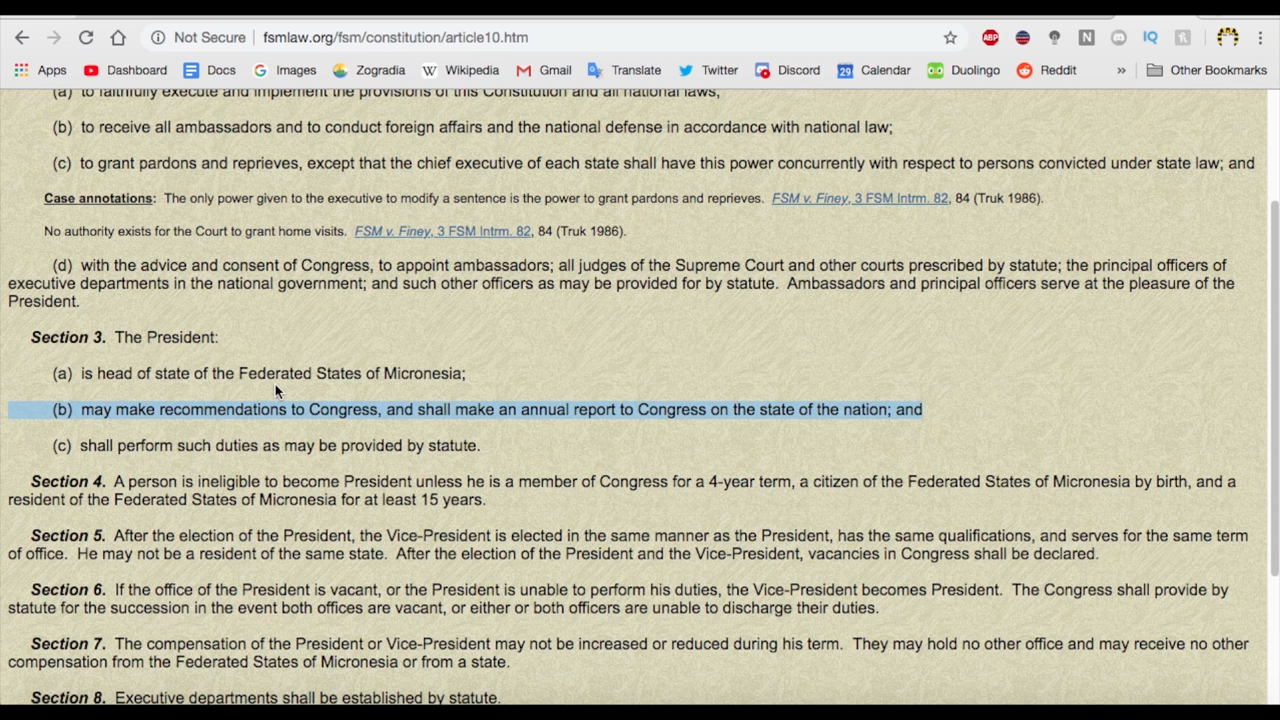 Not Secure fsmlaw.org/fsm/constitution/article10.htm ABP N IQ h
Apps Dashboard Docs Images Zogradia Wikipedia Gmail Translate Twitter Discord 29 Calendar Duolingo Reddit » Other Bookmarks
(a) to faithfully execute and implement the provisions of this Constitution and all national laws;
(b) to receive all ambassadors and to conduct foreign affairs and the national defense in accordance with national law;
(c) to grant pardons and reprieves, except that the chief executive of each state shall have this power concurrently with respect to persons convicted under state law; and
Case annotations: The only power given to the executive to modify a sentence is the power to grant pardons and reprieves. FSM v. Finey, 3 FSM Intrm. 82, 84 (Truk 1986).
No authority exists for the Court to grant home visits. FSM v. Finey, 3 FSM Intrm. 82, 84 (Truk 1986).
(d) with the advice and consent of Congress, to appoint ambassadors; all judges of the Supreme Court and other courts prescribed by statute; the principal officers of
executive departments in the national government; and such other officers as may be provided for by statute. Ambassadors and principal officers serve at the pleasure of the
President.
Section 3. The President:
(a) is head of state of the Federated States of Micronesia;
(b) may make recommendations to Congress, and shall make an annual report to Congress on the state of the nation; and
(c) shall perform such duties as may be provided by statute.
Section 4. A person is ineligible to become President unless he is a member of Congress for a 4-year term, a citizen of the Federated States of Micronesia by birth, and a
resident of the Federated States of Micronesia for at least 15 years.
Section 5. After the election of the President, the Vice-President is elected in the same manner as the President, has the same qualifications, and serves for the same term
of office. He may not be a resident of the same state. After the election of the President and the Vice-President, vacancies in Congress shall be declared.
Section 6. If the office of the President is vacant, or the President is unable to perform his duties, the Vice-President becomes President. The Congress shall provide by
statute for the succession in the event both offices are vacant, or either or both officers are unable to discharge their duties.
Section 7. The compensation of the President or Vice-President may not be increased or reduced during his term. They may hold no other office and may receive no other
compensation from the Federated States of Micronesia or from a state.
Section 8. Executive departments shall be established by statute.